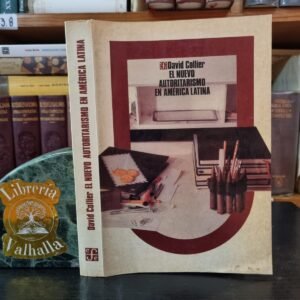 David Collier
EL NUEVO
AUTORITARISMO
EN AMÉRICA LATINA
David Collier EL NUEVO AUTORITARISMO EN AMÉRICA LATINA
Librería
Valhalla